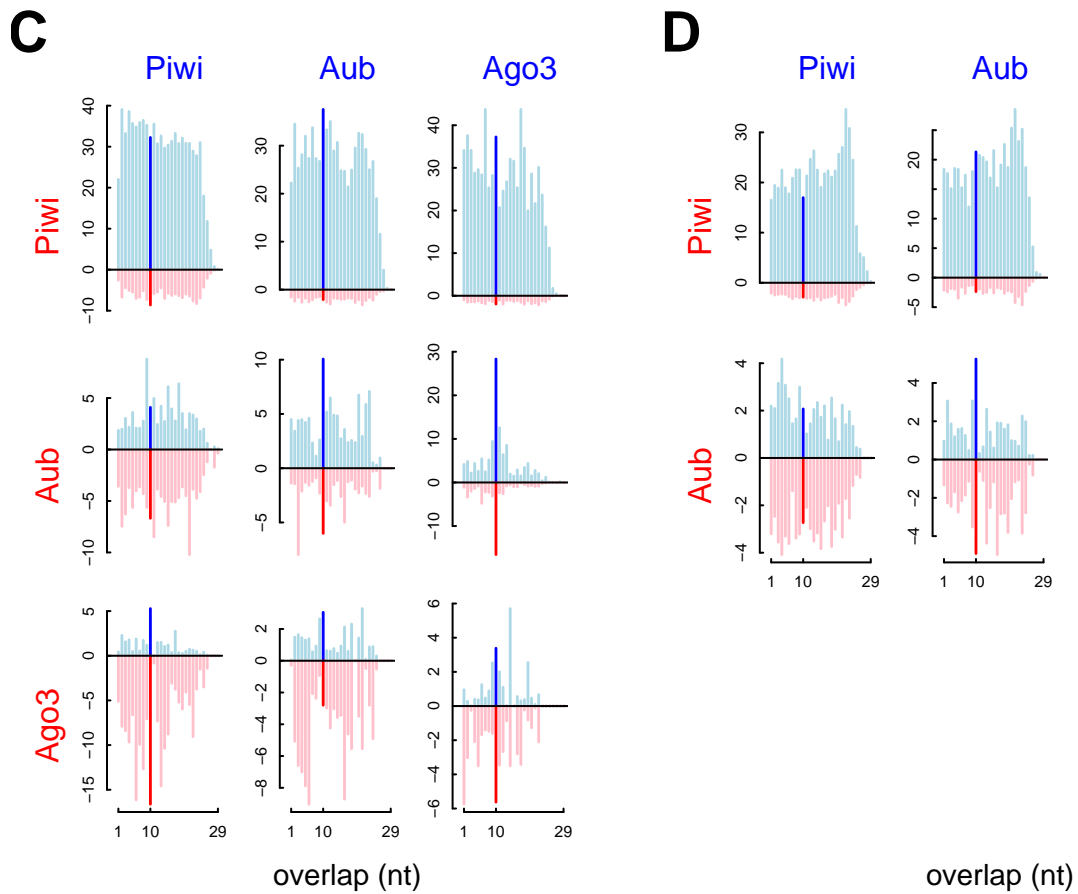 C
D
Piwi Aub Ago3
Piwi Aub
Piwi
−10 0 10 20 30 40
0 10 20 30
0 10 20 30 40
Piwi
0 10 20 30
−5 0 5 10 15 20
Aub
−10 −5 0 5
−5 0 5 10
−10 0 10 20 30
Aub
−4 −2 0 2 4
−4 −2 0 2 4
1 10 29
1 10 29
Ago3
−15 −10 −5 0 5
−8 −6 −4 −2 0 2
−6 −4 −2 0 2 4 6
1 10 29
1 10 29
1 10 29
overlap (nt)
overlap (nt)